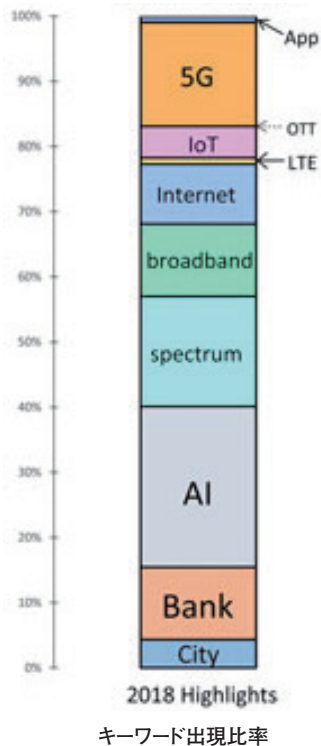 100%
App
5G
90%
OTT
80%
IoT
LTE
Internet
70%
broadband
60%
spectrum
50%
40%
30%
AI
20%
10%
Bank
City
0%
2018 Highlights
キーワード出現比率